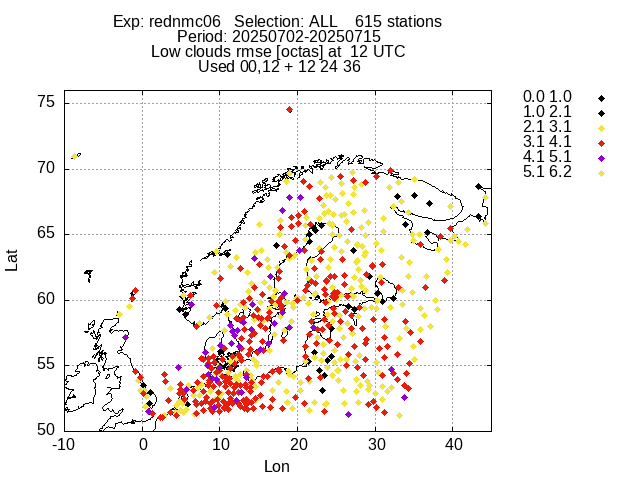 Exp: rednmc06 Selection: ALL 615 stations
Period: 20250702-20250715
Low clouds rmse [octas] at 12 UTC
Used 00,12 + 12 24 36
0.0 1.0
1.0 2.1
2.1 3.1
3.1 4.1
4.1 5.1
5.1 6.2
75
70
65
60
55
50
Lat
-10 0 10 20 30 40
Lon